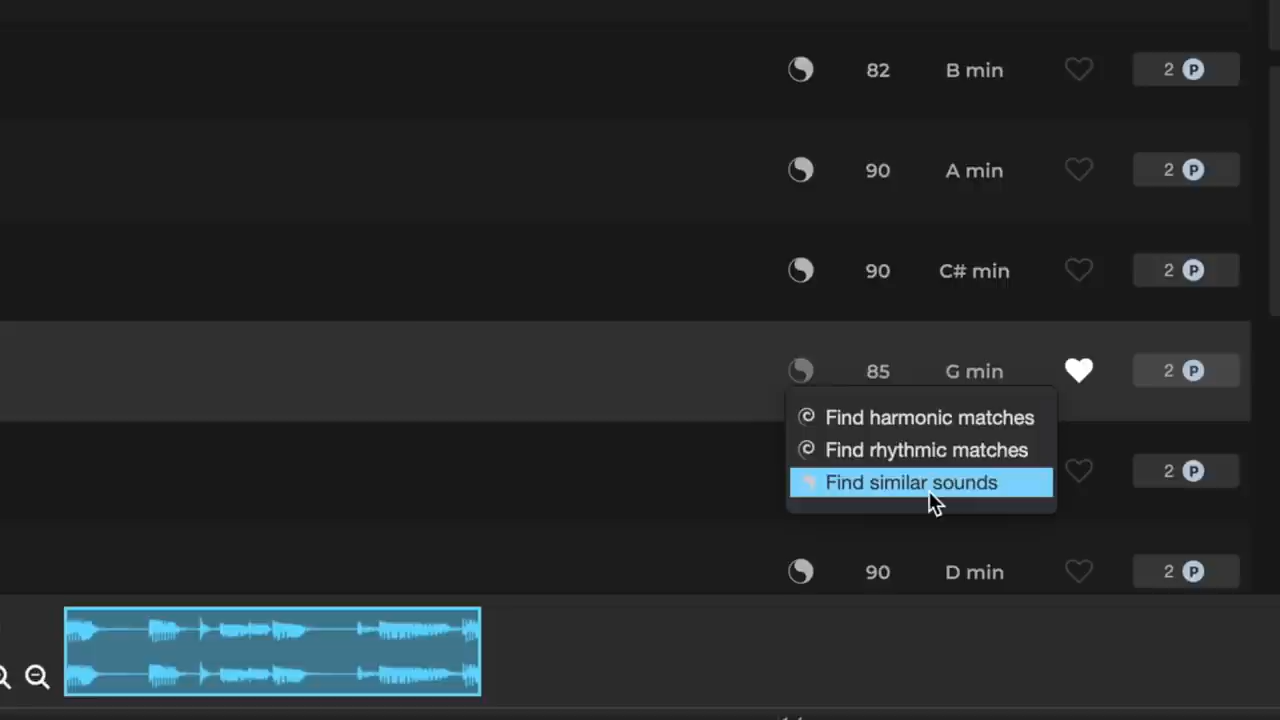 82 B min 2 P
90 A min 2 P
90 C# min 2 P
85 G min 2 P
Find harmonic matches
Find rhythmic matches
2 P
Find similar sounds
90 D min 2 P